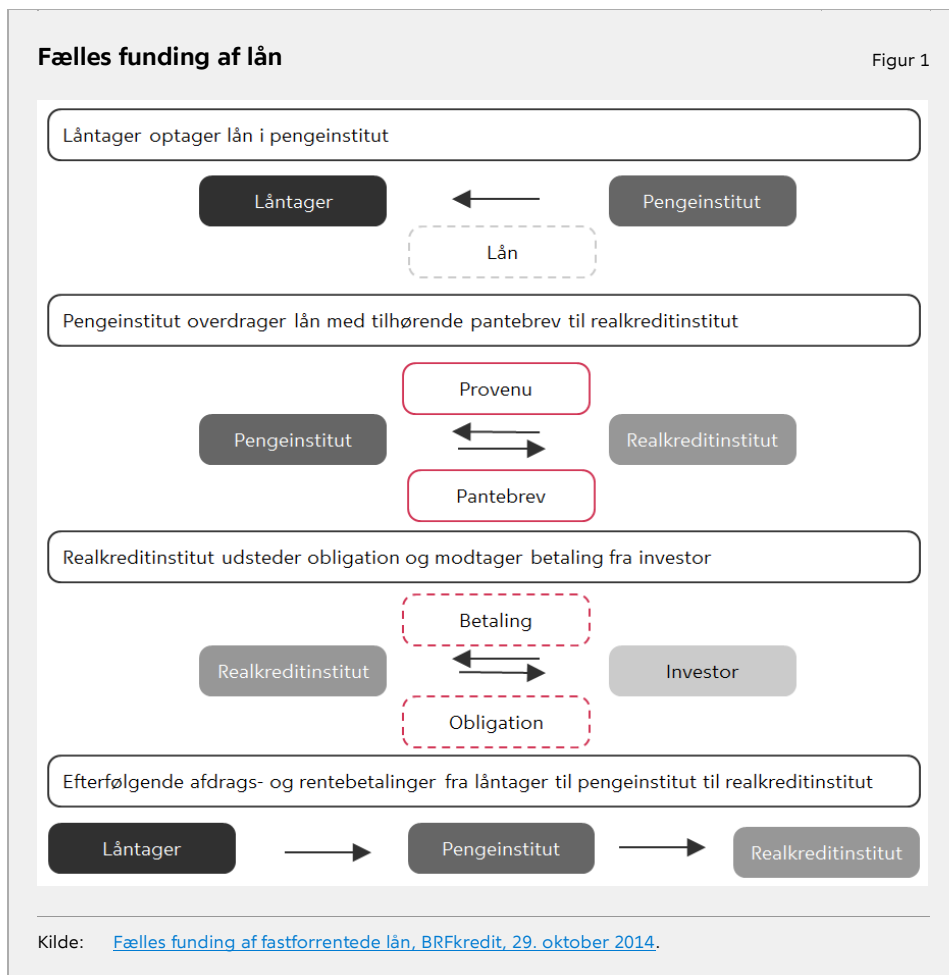 Fælles funding af lån
Figur 1
Låntager optager lån i pengeinstitut
Låntager
Pengeinstitut
Lån
Pengeinstitut overdrager lån med tilhørende pantebrev til realkreditinstitut
Provenu
Pengeinstitut
Realkreditinstitut
Pantebrev
Realkreditinstitut udsteder obligation og modtager betaling fra investor
Betaling
Realkreditinstitut
Investor
Obligation
Efterfølgende afdrags- og rentebetalinger fra låntager til pengeinstitut til realkreditinstitut
Låntager
Pengeinstitut
Realkreditinstitut
Kilde: Fælles funding af fastforrentede lån, BRFkredit, 29. oktober 2014.